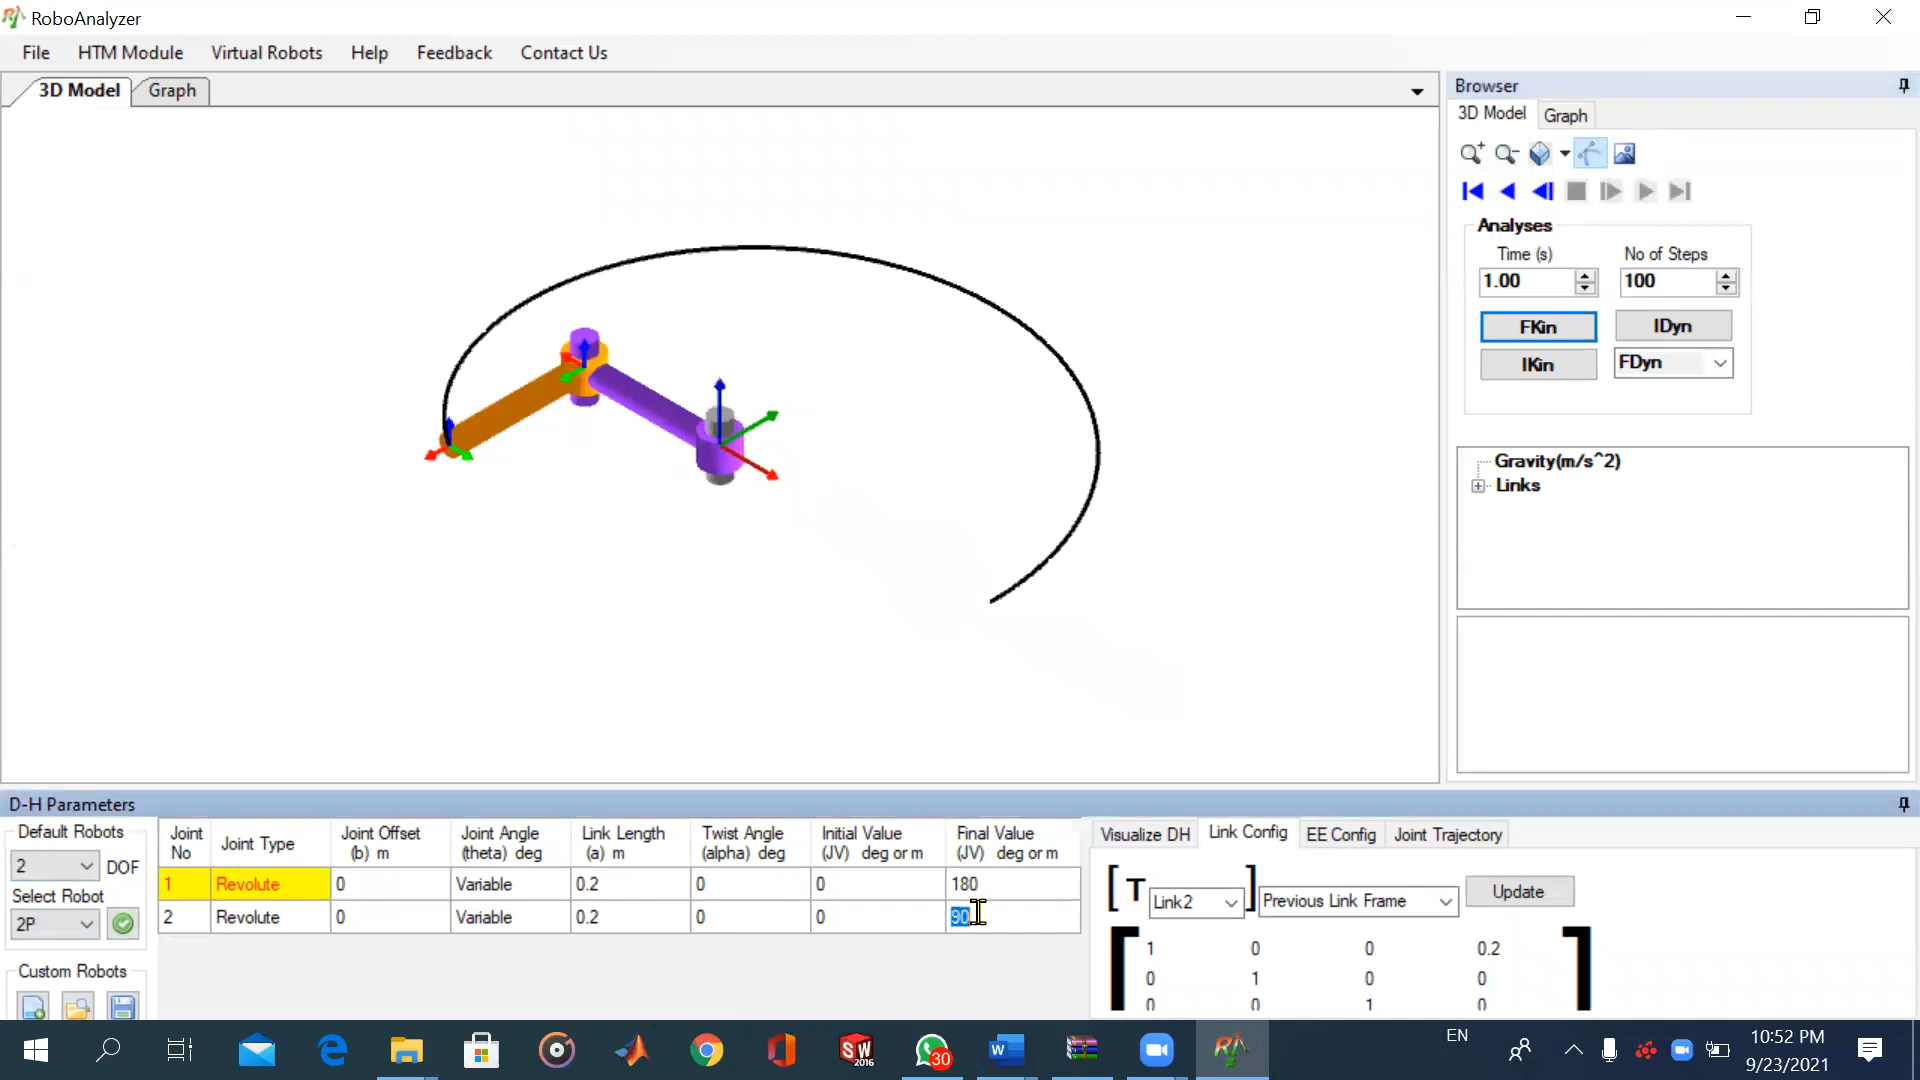 RoboAnalyzer
File HTM Module Virtual Robots Help Feedback Contact Us
3D Model Graph
Browser
3D Model Graph
Analyses
Time (s) No of Steps
1.00 100
FKin IDyn
IKin FDyn
Gravity(m/s^2)
Links
D-H Parameters
Default Robots
2 DOF
Select Robot
2P
Custom Robots
Joint No Joint Type Joint Offset (b) m Joint Angle (theta) deg Link Length (a) m Twist Angle (alpha) deg Initial Value (JV) deg or m Final Value (JV) deg or m
1 Revolute 0 Variable 0.2 0 0 180
2 Revolute 0 Variable 0.2 0 0 90
Visualize DH Link Config EE Config Joint Trajectory
T Link2 Previous Link Frame Update
1 0 0 0.2
0 1 0 0
0 0 1 0
SW 2016
30
W
EN
10:52 PM
9/23/2021